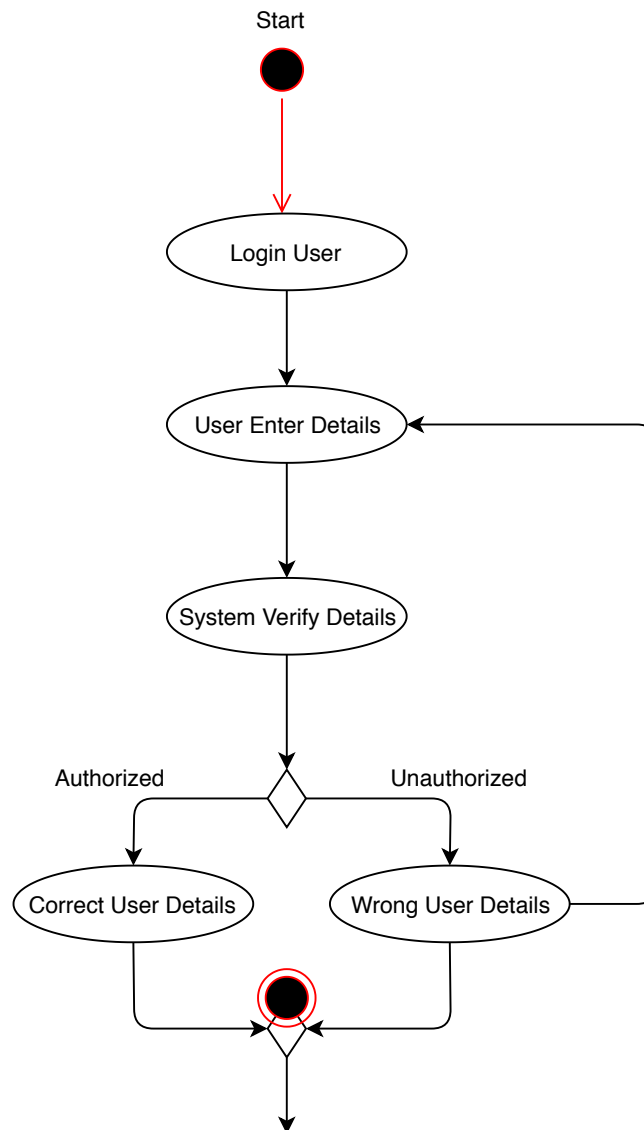 Start
Login User
User Enter Details
System Verify Details
Authorized
Unauthorized
Correct User Details
Wrong User Details